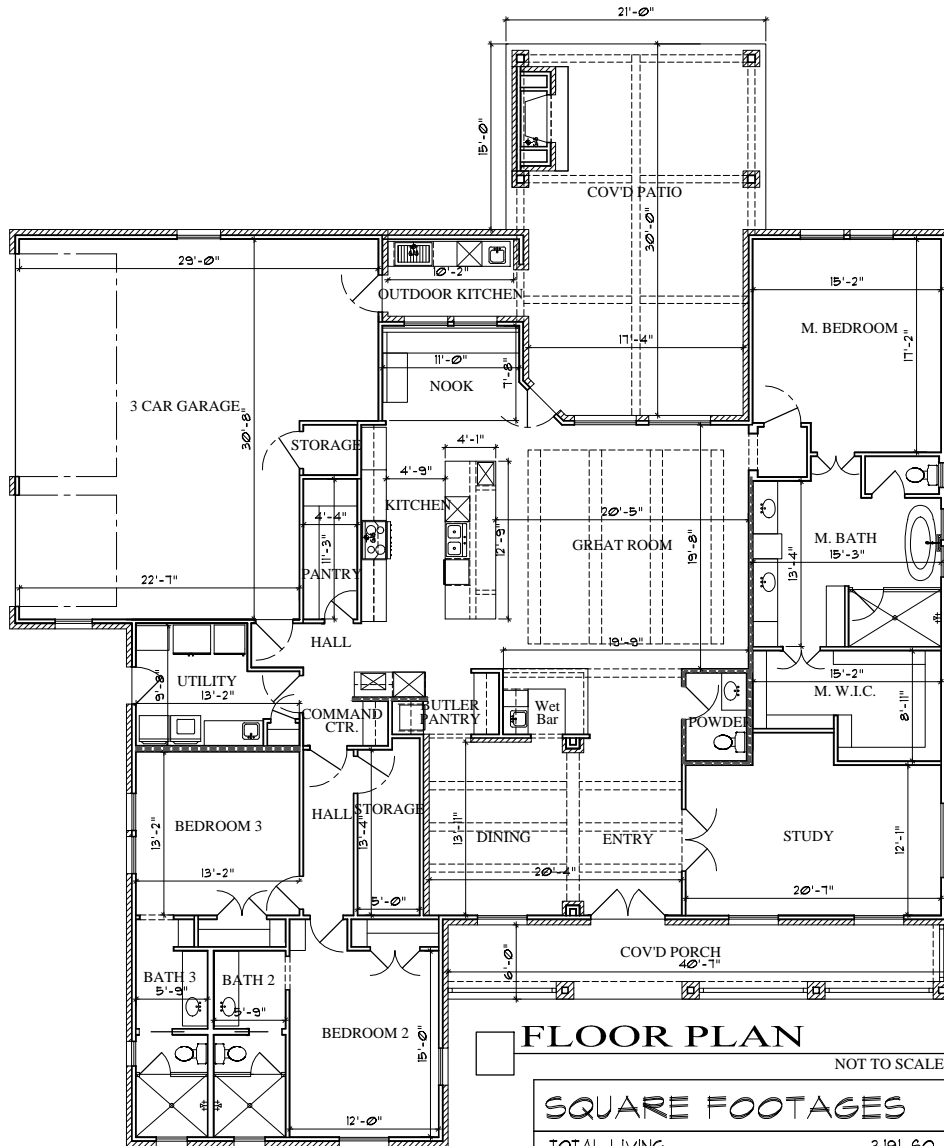 21'-0"
15'-0"
COV'D PATIO
30'-0"
29'-0"
10'-2"
OUTDOOR KITCHEN
15'-2"
M. BEDROOM
17'-2"
17'-4"
11'-0"
NOOK
7'-8"
3 CAR GARAGE
30'-8"
STORAGE
4'-1"
4'-9"
KITCHEN
12'-9"
20'-5"
GREAT ROOM
19'-8"
4'-4"
11'-3"
PANTRY
M. BATH
15'-3"
13'-4"
22'-7"
HALL
UTILITY
13'-2"
9'-8"
15'-2"
M. W.I.C.
8'-11"
COMMAND
CTR.
BUTLER
PANTRY
Wet
Bar
POWDER
BEDROOM 3
13'-2"
13'-2"
HALL
STORAGE
13'-4"
5'-0"
13'-11"
DINING
ENTRY
20'-4"
STUDY
12'-1"
20'-7"
COV'D PORCH
40'-7"
6'-0"
BATH 3
5'-9"
BATH 2
5'-9"
BEDROOM 2
15'-0"
12'-0"
FLOOR PLAN
NOT TO SCALE
SQUARE FOOTAGES
TOTAL LIVING